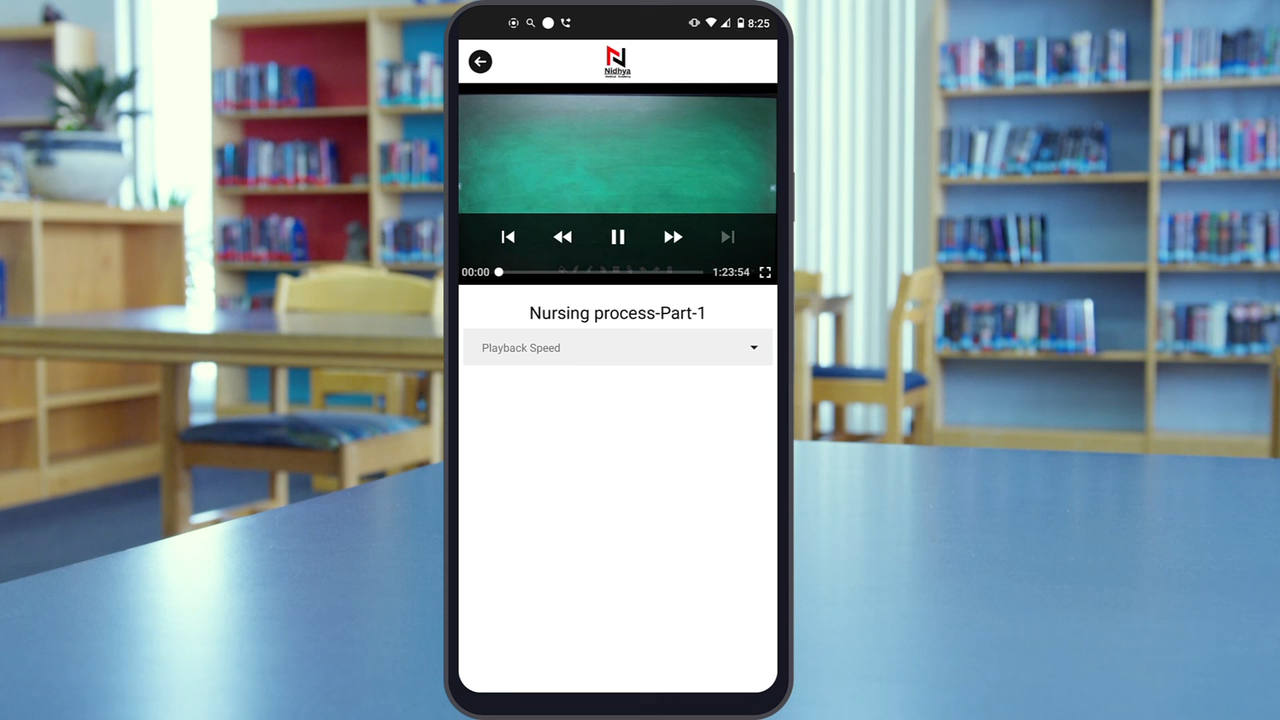 8:25
Nidhya
00:00
1:23:54
Nursing process-Part-1
Playback Speed